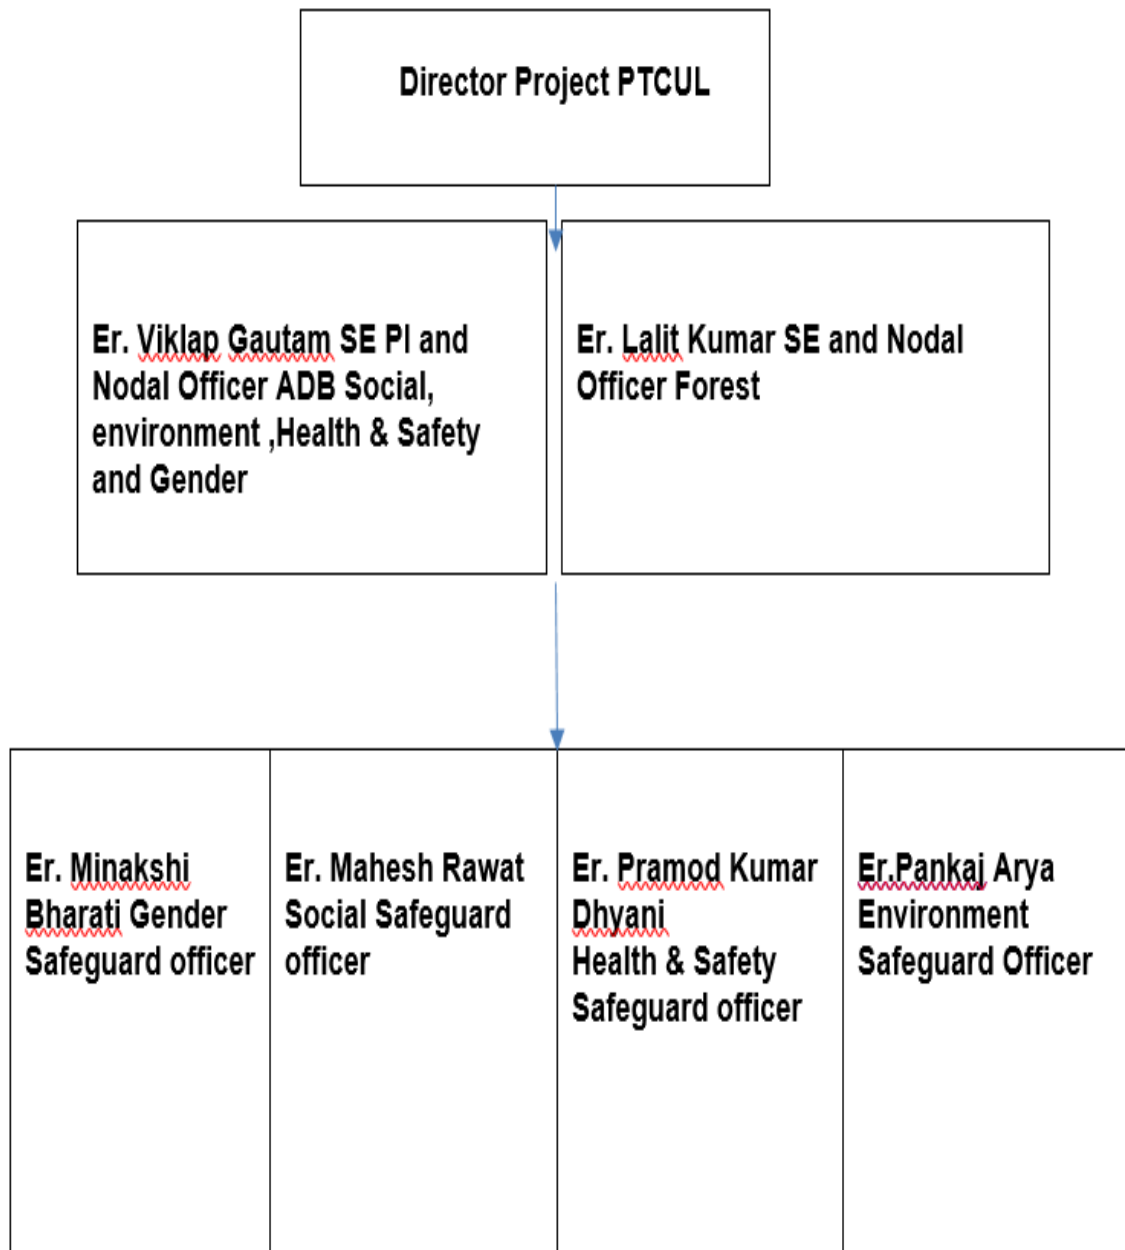 Director Project PTCUL
Er. Viklap Gautam SE PI and
Nodal Officer ADB Social,
environment ,Health & Safety
and Gender
Er. Lalit Kumar SE and Nodal
Officer Forest
Er. Minakshi
Bharati Gender
Safeguard officer
Er. Mahesh Rawat
Social Safeguard
officer
Er. Pramod Kumar
Dhyani
Health & Safety
Safeguard officer
Er.Pankaj Arya
Environment
Safeguard Officer